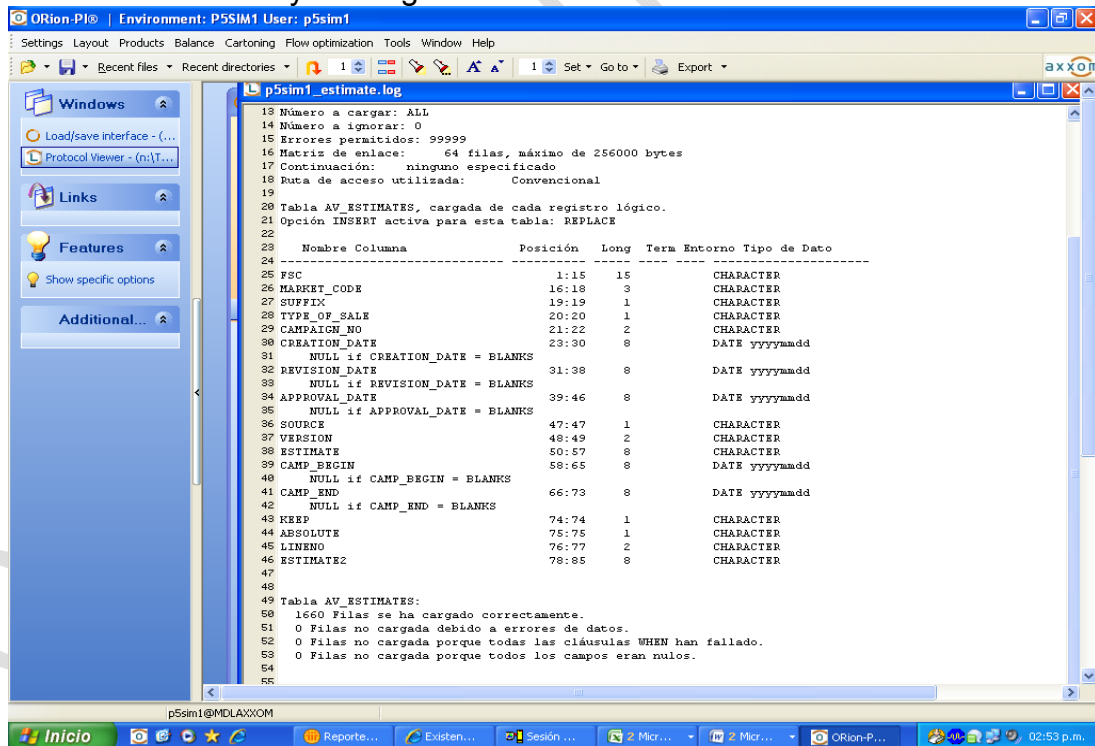 ORion-PI® | Environment: P5SIM1 User: p5sim1
Settings Layout Products Balance Cartoning Flow optimization Tools Window Help
Recent files Recent directories 1 A A 1 Set Go to Export axxom
Windows
Load/save interface - (...
Protocol Viewer - (n:\T...
Links
Features
Show specific options
Additional...
p5sim1_estimate.log
13 Número a cargar: ALL
14 Número a ignorar: 0
15 Errores permitidos: 99999
16 Matriz de enlace: 64 filas, máximo de 256000 bytes
17 Continuación: ninguno especificado
18 Ruta de acceso utilizada: Convencional
19
20 Tabla AV_ESTIMATES, cargada de cada registro lógico.
21 Opción INSERT activa para esta tabla: REPLACE
22
23 Nombre Columna Posición Long Term Entorno Tipo de Dato
24 ------------------------------ ---------- ----- ---- ---- ---------------------
25 FSC 1:15 15 CHARACTER
26 MARKET_CODE 16:18 3 CHARACTER
27 SUFFIX 19:19 1 CHARACTER
28 TYPE_OF_SALE 20:20 1 CHARACTER
29 CAMPAIGN_NO 21:22 2 CHARACTER
30 CREATION_DATE 23:30 8 DATE yyyymmdd
31 NULL if CREATION_DATE = BLANKS
32 REVISION_DATE 31:38 8 DATE yyyymmdd
33 NULL if REVISION_DATE = BLANKS
34 APPROVAL_DATE 39:46 8 DATE yyyymmdd
35 NULL if APPROVAL_DATE = BLANKS
36 SOURCE 47:47 1 CHARACTER
37 VERSION 48:49 2 CHARACTER
38 ESTIMATE 50:57 8 CHARACTER
39 CAMP_BEGIN 58:65 8 DATE yyyymmdd
40 NULL if CAMP_BEGIN = BLANKS
41 CAMP_END 66:73 8 DATE yyyymmdd
42 NULL if CAMP_END = BLANKS
43 KEEP 74:74 1 CHARACTER
44 ABSOLUTE 75:75 1 CHARACTER
45 LINENO 76:77 2 CHARACTER
46 ESTIMATE2 78:85 8 CHARACTER
47
48
49 Tabla AV_ESTIMATES:
50 1660 Filas se ha cargado correctamente.
51 0 Filas no cargada debido a errores de datos.
52 0 Filas no cargada porque todas las cláusulas WHEN han fallado.
53 0 Filas no cargada porque todos los campos eran nulos.
54
55
p5sim1@MDLAXXOM
Inicio Reporte... Existen... Sesión ... 2 Micr... 2 Micr... ORion-P... 02:53 p.m.